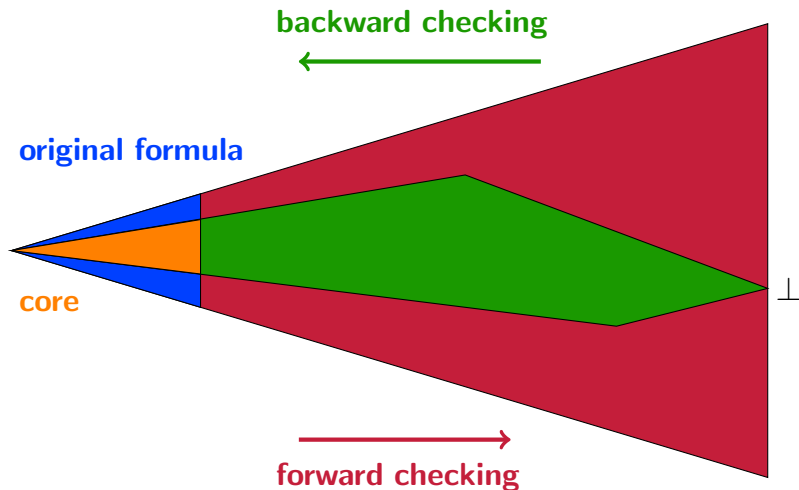 backward checking
original formula
core
⊥
forward checking